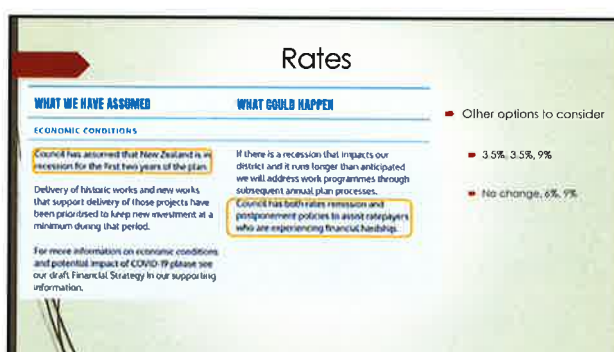 Rates
WHAT WE HAVE ASSUMED
ECONOMIC CONDITIONS
Council has assumed that New Zealand is in
recession for the first two years of the plan.
Delivery of historic works and new works
that support delivery of those projects have
been prioritised to keep new investment at a
minimum during that period.
For more information on economic conditions
and potential impact of COVID-19 please see
our draft Financial Strategy in our supporting
information.
WHAT COULD HAPPEN
If there is a recession that impacts our
district and it runs longer than anticipated
we will address work programmes through
subsequent annual plan processes.
Council has both rates remission and
postponement policies to assist ratepayers
who are experiencing financial hardship.
Other options to consider
3.5%, 3.5%, 9%
No change, 6%, 9%